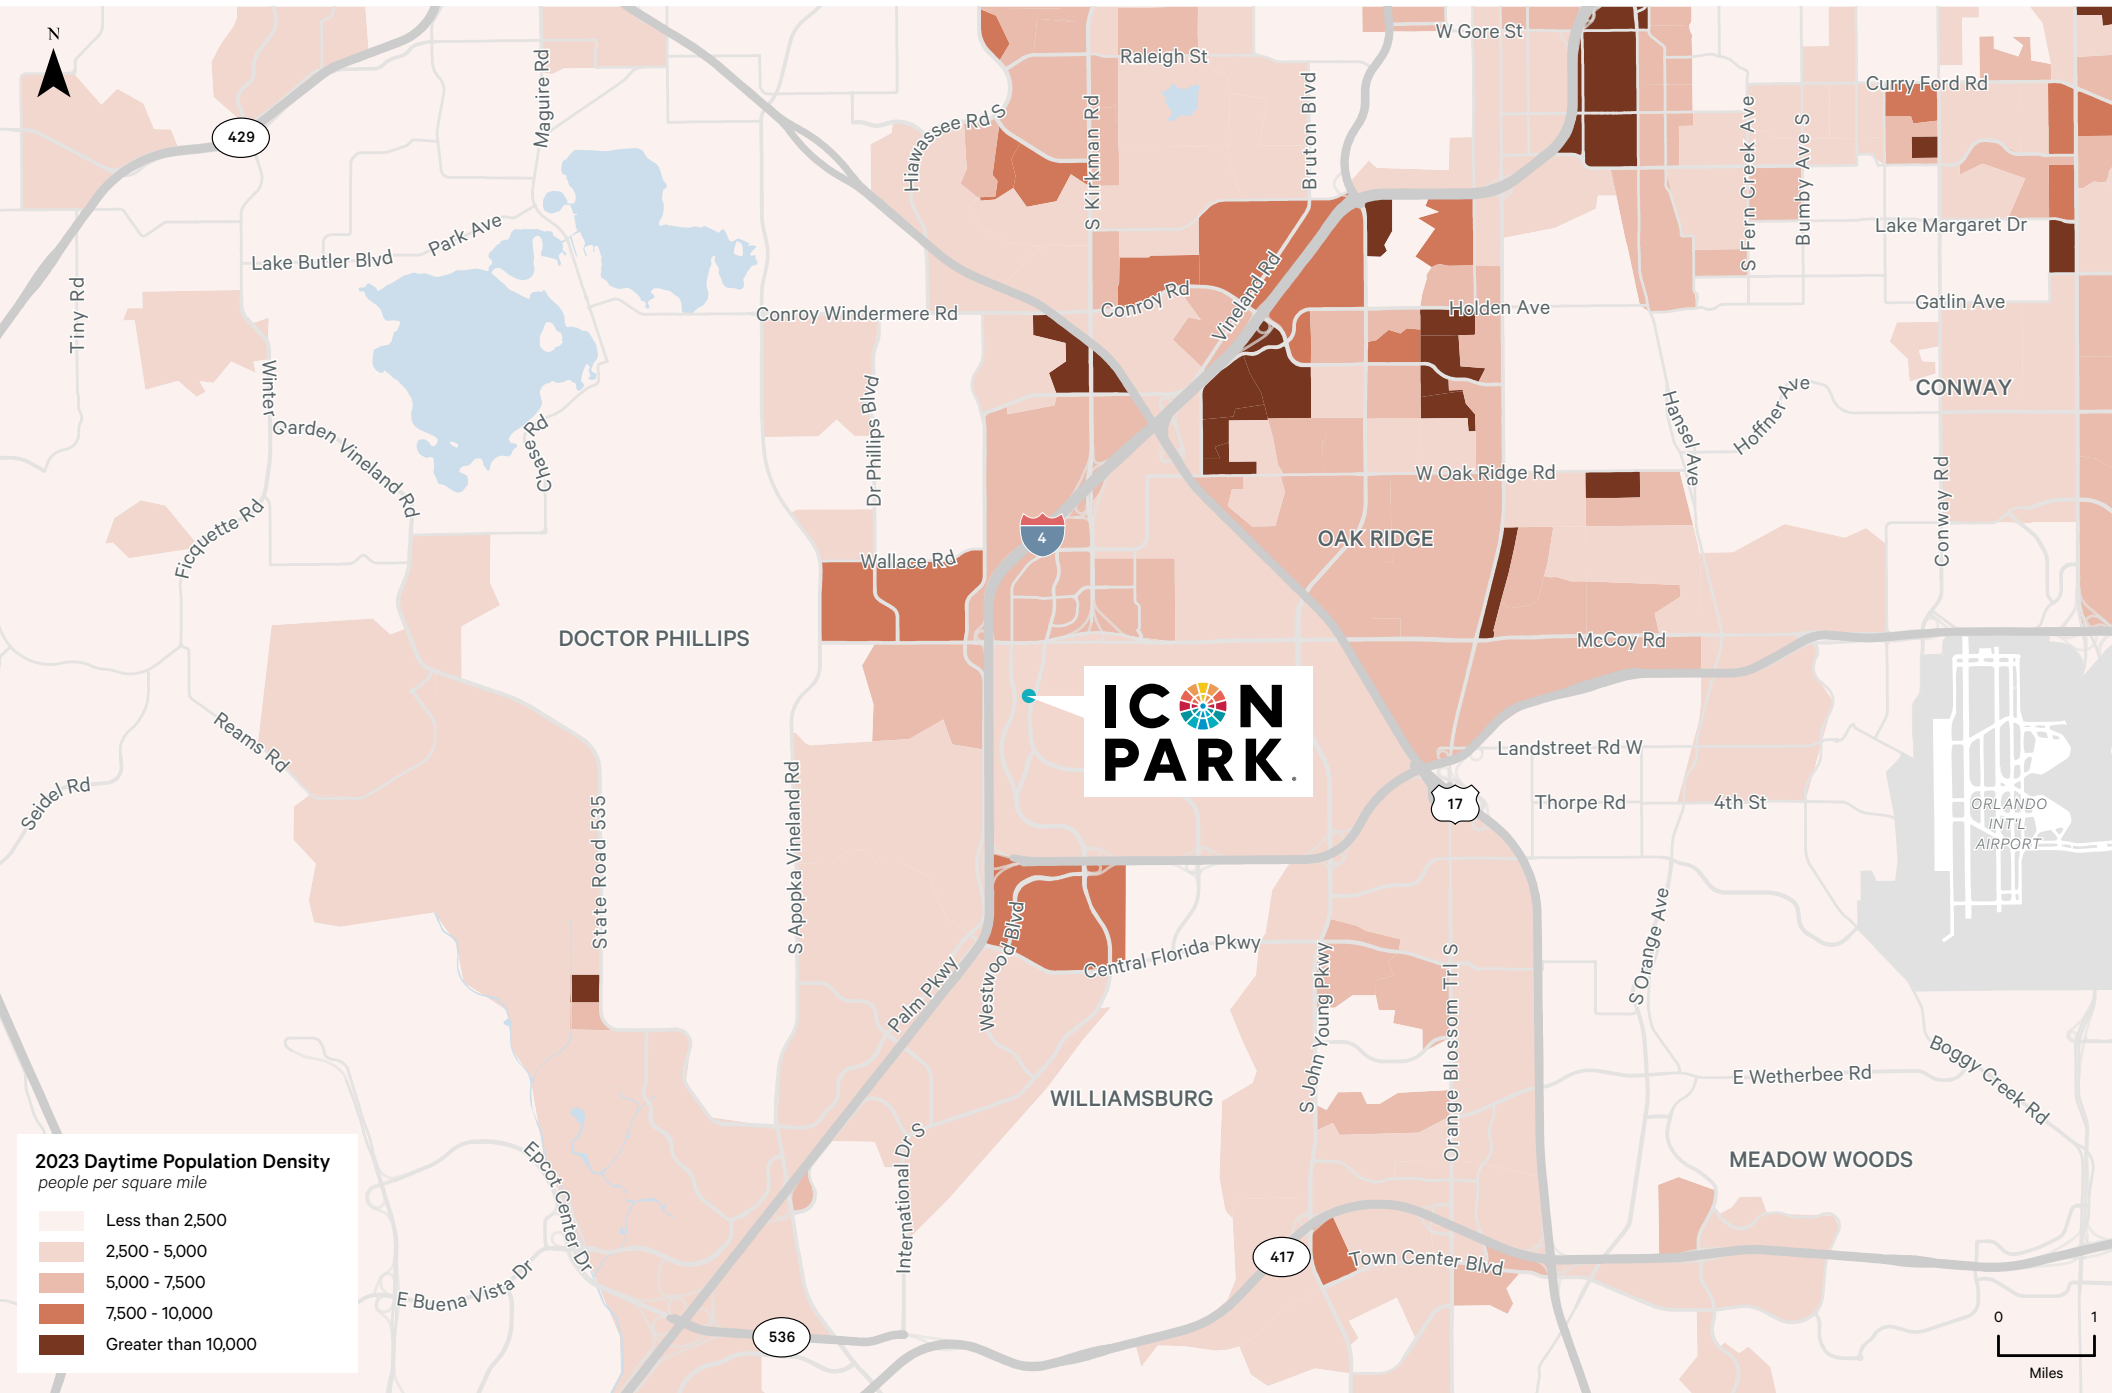 N
W Gore St
Raleigh St
Curry Ford Rd
429
Maguire Rd
Hiawassee Rd S
S Kirkman Rd
Bruton Blvd
S Fern Creek Ave
Bumby Ave S
Lake Margaret Dr
Park Ave
Lake Butler Blvd
Tiny Rd
Conroy Rd
Vineland Rd
Gatlin Ave
Conroy Windermere Rd
Holden Ave
CONWAY
Winter
Garden Vineland Rd
Chase Rd
Dr Phillips Blvd
Hansel Ave
Hoffner Ave
W Oak Ridge Rd
Conway Rd
Ficquette Rd
4
OAK RIDGE
Wallace Rd
DOCTOR PHILLIPS
McCoy Rd
ICON
PARK.
Reams Rd
Landstreet Rd W
Seidel Rd
17
Thorpe Rd
4th St
ORLANDO
INT'L
AIRPORT
State Road 535
S Apopka Vineland Rd
Palm Pkwy
Westwood Blvd
Central Florida Pkwy
S John Young Pkwy
Orange Blossom Trl S
S Orange Ave
Boggy Creek Rd
E Wetherbee Rd
WILLIAMSBURG
MEADOW WOODS
Epcot Center Dr
International Dr S
E Buena Vista Dr
417
Town Center Blvd
536
2023 Daytime Population Density
people per square mile
Less than 2,500
2,500 - 5,000
5,000 - 7,500
7,500 - 10,000
Greater than 10,000
0 1
Miles